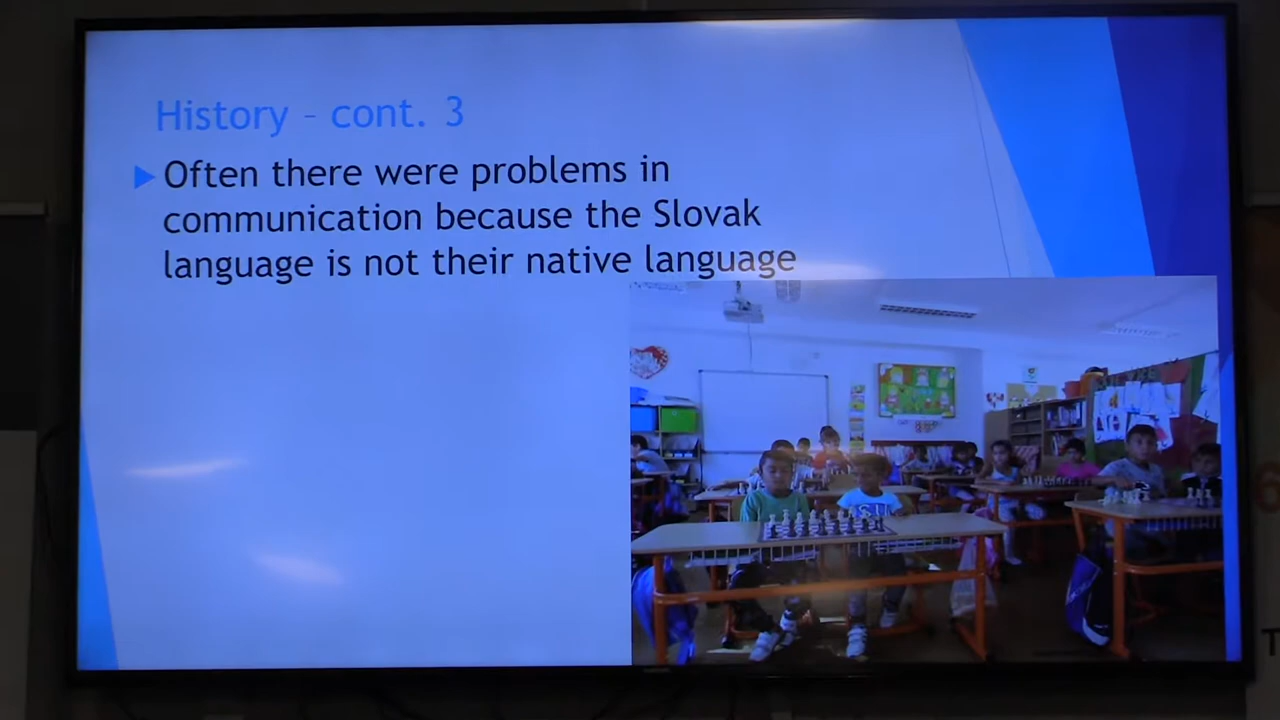 History – cont. 3
Often there were problems in
communication because the Slovak
language is not their native language